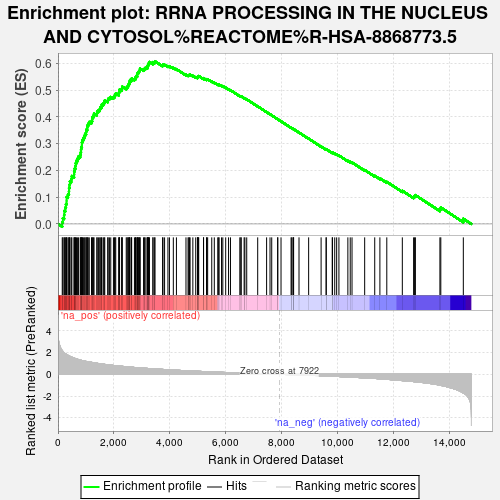 Enrichment plot: RRNA PROCESSING IN THE NUCLEUS
AND CYTOSOL%REACTOME%R-HSA-8868773.5
Enrichment score (ES)
0.6
0.5
0.4
0.3
0.2
0.1
0.0
'na_pos' (positively correlated)
Ranked list metric (PreRanked)
4
2
0
-2
-4
Zero cross at 7922
'na_neg' (negatively correlated)
0
2,000
4,000
6,000
8,000
10,000
12,000
14,000
Rank in Ordered Dataset
Enrichment profile
Hits
Ranking metric scores